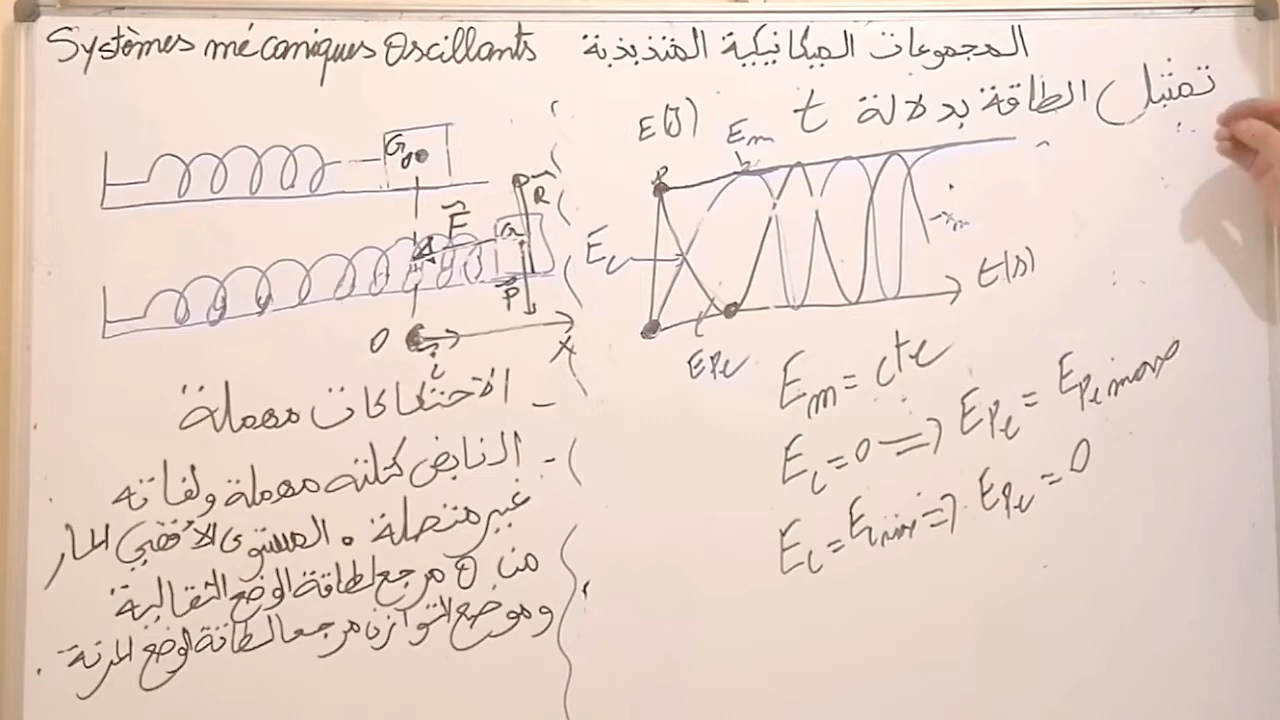 Systèmes mécaniques Oscillants المجموعات الميكانيكية المتذبذبة
تمثيل الطاقة بدلالة t
E(J)
Em
G₀
R
F
G
P
O
i
x
Ec
Epe
t(s)
- الاحتكاكات مهملة
- النابض كتلته مهملة ولفاته
غير متصلة . المستوى الأفقي المار
من O مرجع لطاقة الوضع الثقالية
وموضع التوازن مرجعا لطاقة الوضع المرنة .
Em = cte
Ec = 0 => Epe = Epe max
Ec = Ec max => Epe = 0